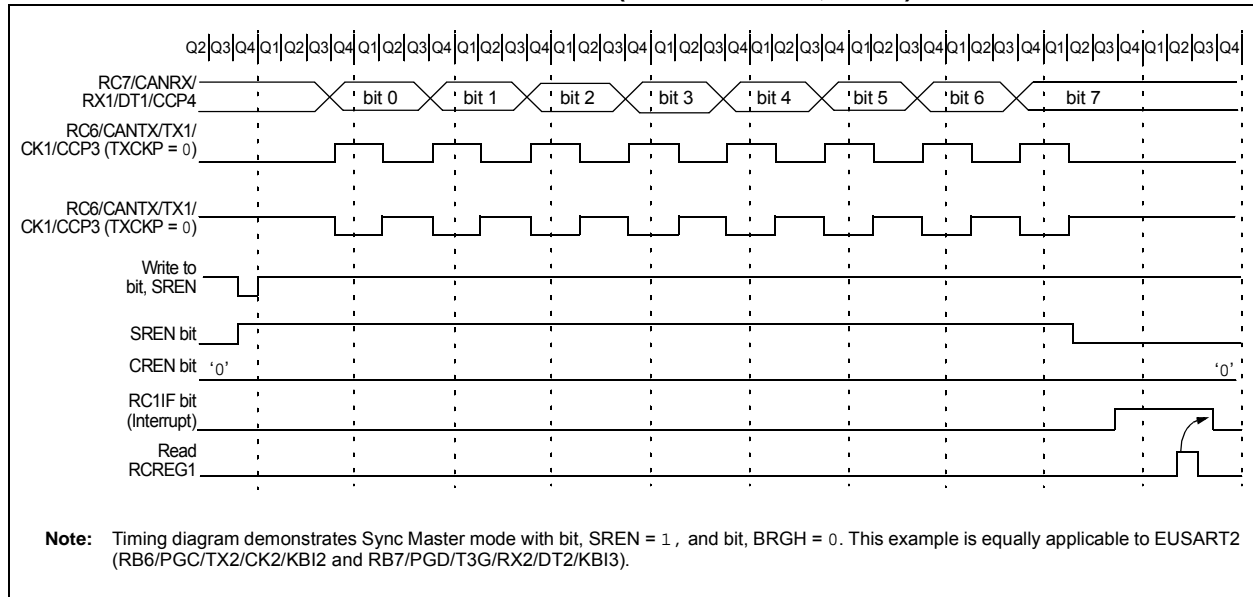 Q2 Q3 Q4 Q1 Q2 Q3 Q4 Q1 Q2 Q3 Q4 Q1 Q2 Q3 Q4 Q1 Q2 Q3 Q4 Q1 Q2 Q3 Q4 Q1 Q2 Q3 Q4 Q1 Q2 Q3 Q4 Q1 Q2 Q3 Q4 Q1 Q2 Q3 Q4 Q1 Q2 Q3 Q4
RC7/CANRX/
RX1/DT1/CCP4
bit 0 bit 1 bit 2 bit 3 bit 4 bit 5 bit 6 bit 7
RC6/CANTX/TX1/
CK1/CCP3 (TXCKP = 0)
RC6/CANTX/TX1/
CK1/CCP3 (TXCKP = 0)
Write to
bit, SREN
SREN bit
CREN bit '0' '0'
RC1IF bit
(Interrupt)
Read
RCREG1
Note: Timing diagram demonstrates Sync Master mode with bit, SREN = 1, and bit, BRGH = 0. This example is equally applicable to EUSART2
(RB6/PGC/TX2/CK2/KBI2 and RB7/PGD/T3G/RX2/DT2/KBI3).